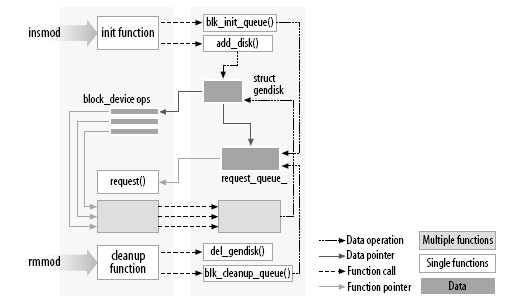 insmod
init function
blk_init_queue()
add_disk()
struct
gendisk
block_device ops
request_queue_
request()
rmmod
cleanup
function
del_gendisk()
blk_cleanup_queue()
Data operation
Data pointer
Function call
Function pointer
Multiple functions
Single functions
Data